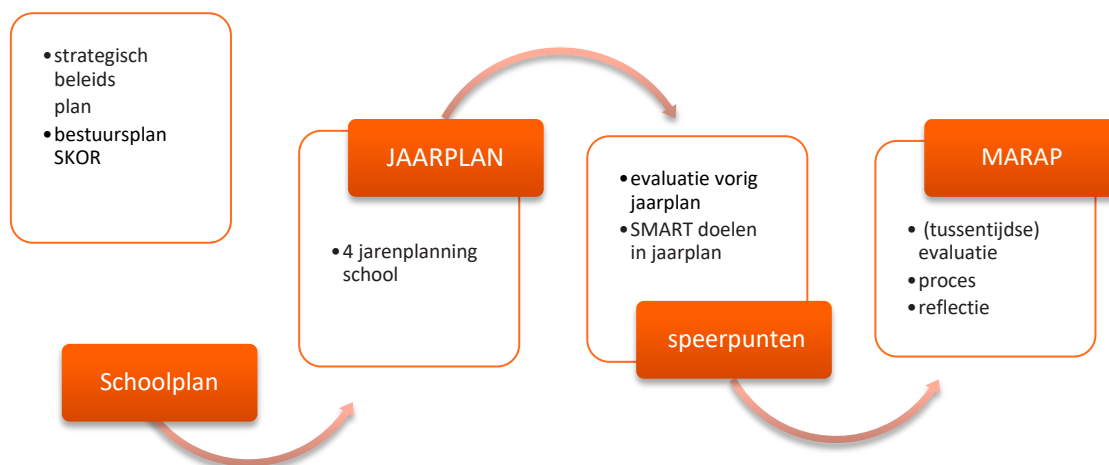 •strategisch
beleids
plan
•bestuursplan
SKOR
Schoolplan
JAARPLAN
•4 jarenplanning
school
•evaluatie vorig
jaarplan
•SMART doelen
in jaarplan
speerpunten
MARAP
• (tussentijdse)
evaluatie
•proces
•reflectie